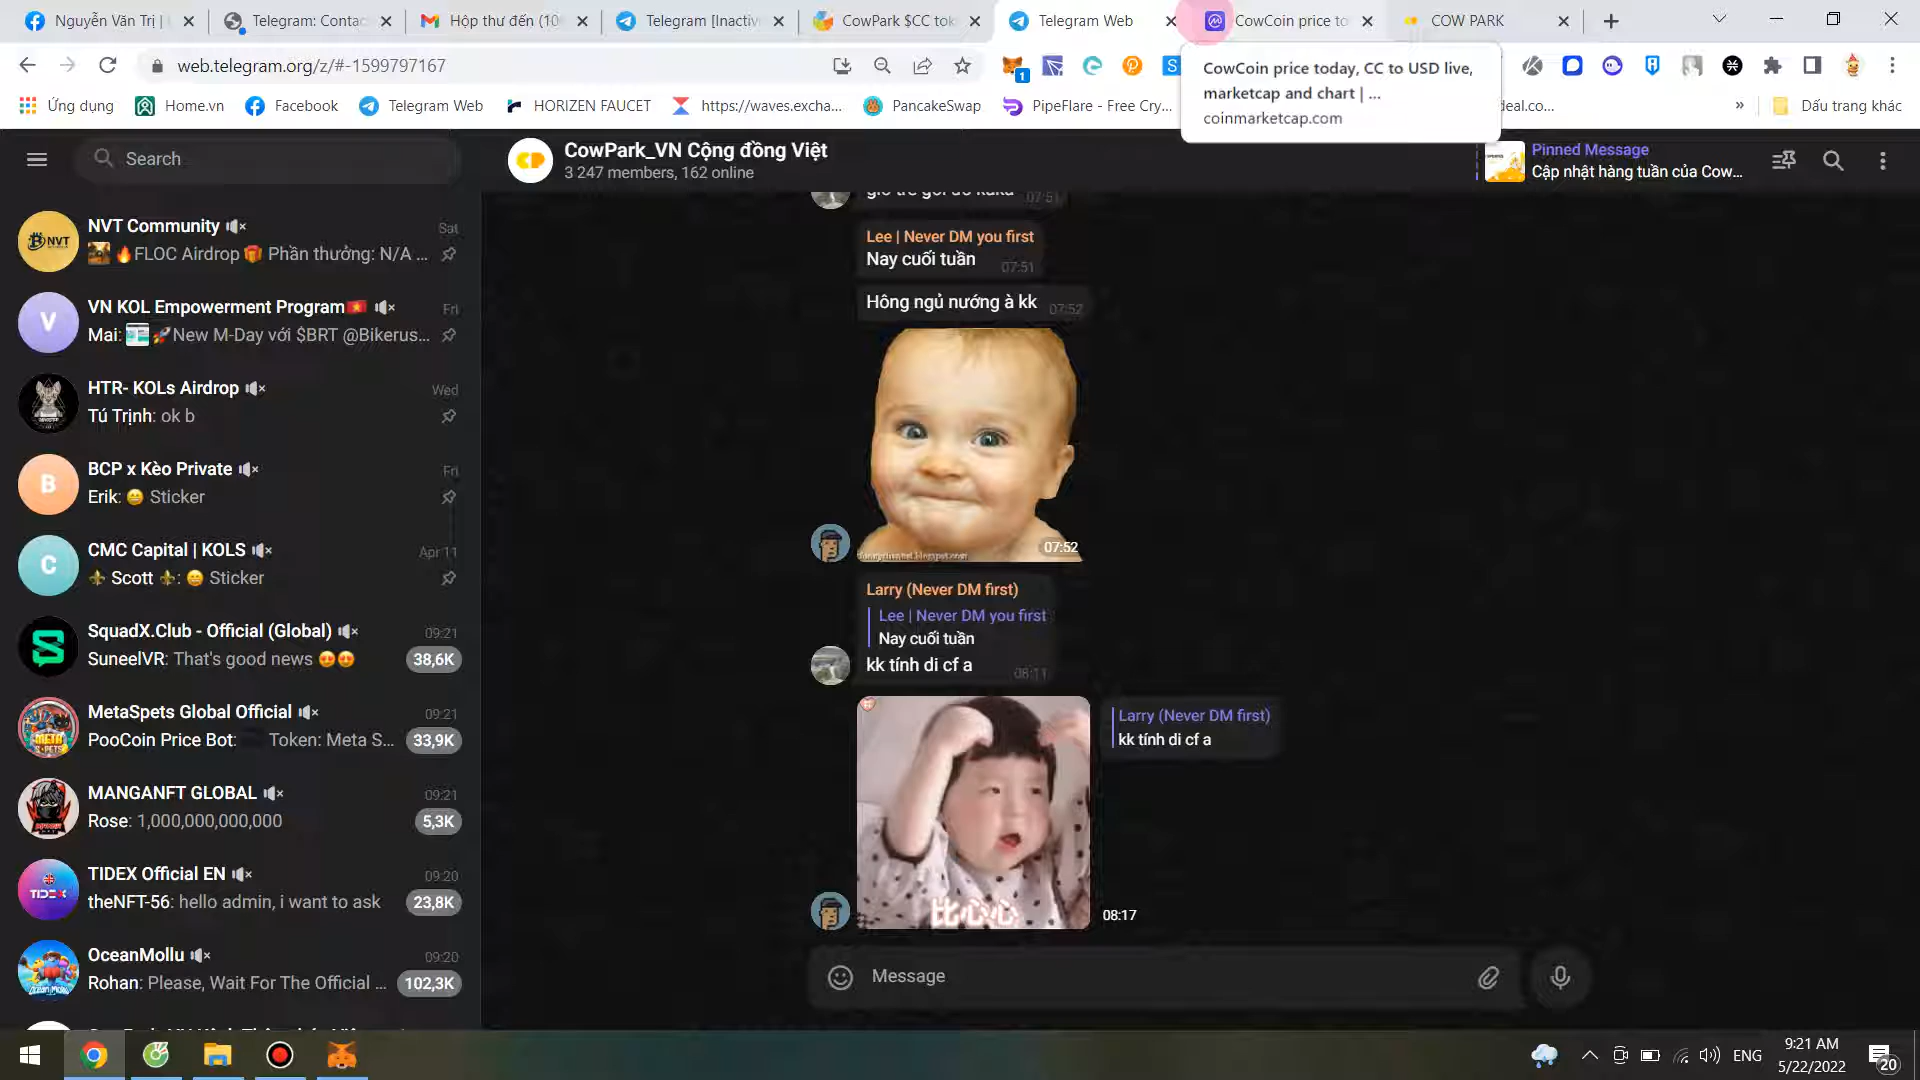 Nguyễn Văn Trị |
Telegram: Contac
Hộp thư đến (10
Telegram [Inactiv
CowPark $CC tok
Telegram Web
CowCoin price to
COW PARK
web.telegram.org/z/#-1599797167
1
CowCoin price today, CC to USD live,
marketcap and chart | ...
coinmarketcap.com
Ứng dụng
Home.vn
Facebook
Telegram Web
HORIZEN FAUCET
https://waves.excha...
PancakeSwap
PipeFlare - Free Cry...
deal.co...
»
Dấu trang khác
Search
CowPark_VN Cộng đồng Việt
3 247 members, 162 online
Pinned Message
Cập nhật hàng tuần của Cow...
NVT Community
Sat
🔥FLOC Airdrop 🎁 Phần thưởng: N/A ...
VN KOL Empowerment Program🇻🇳
Fri
Mai: 🚀New M-Day với $BRT @Bikerus...
HTR- KOLs Airdrop
Wed
Tú Trịnh: ok b
BCP x Kèo Private
Fri
Erik: 😁 Sticker
CMC Capital | KOLS
Apr 11
⚜ Scott ⚜: 😁 Sticker
SquadX.Club - Official (Global)
09:21
SuneelVR: That's good news 😍😍
38,6K
MetaSpets Global Official
09:21
PooCoin Price Bot: Token: Meta S...
33,9K
MANGANFT GLOBAL
09:21
Rose: 1,000,000,000,000
5,3K
TIDEX Official EN
09:20
theNFT-56: hello admin, i want to ask
23,8K
OceanMollu
09:20
Rohan: Please, Wait For The Official ...
102,3K
07:51
Lee | Never DM you first
Nay cuối tuần
07:51
Hông ngủ nướng à kk
07:52
07:52
Larry (Never DM first)
Lee | Never DM you first
Nay cuối tuần
kk tính di cf a
08:11
Larry (Never DM first)
kk tính di cf a
比心心
08:17
Message
ENG
9:21 AM
5/22/2022
20